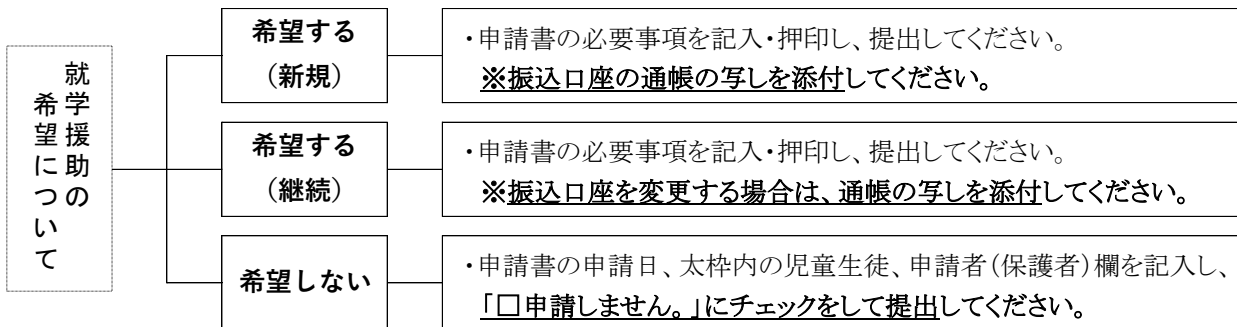 就学援助の
希望について
希望する
（新規）
・申請書の必要事項を記入・押印し、提出してください。
※振込口座の通帳の写しを添付してください。
希望する
（継続）
・申請書の必要事項を記入・押印し、提出してください。
※振込口座を変更する場合は、通帳の写しを添付してください。
希望しない
・申請書の申請日、太枠内の児童生徒、申請者（保護者）欄を記入し、
「□申請しません。」にチェックをして提出してください。